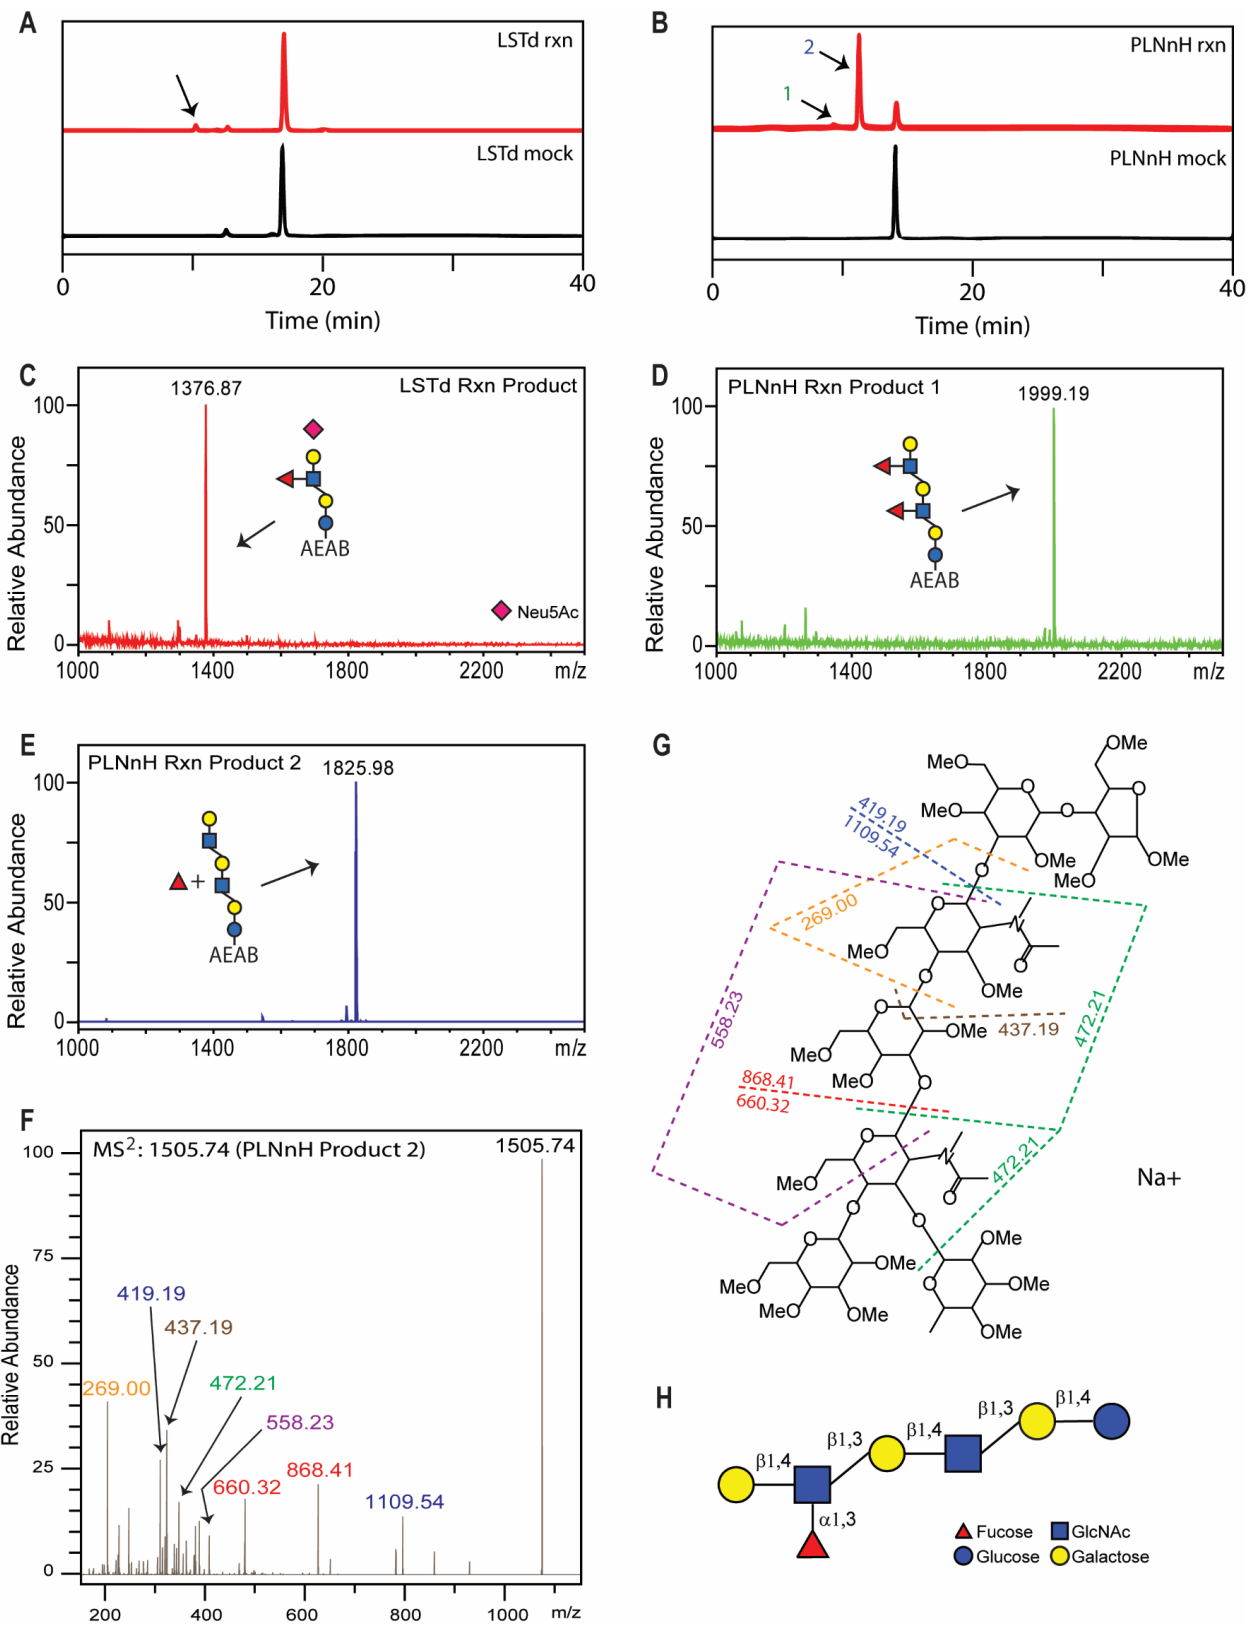 A
LSTd rxn
LSTd mock
0
20
40
Time (min)
B
2
1
PLNnH rxn
PLNnH mock
0
20
40
Time (min)
C
1376.87
LSTd Rxn Product
100
50
0
Relative Abundance
AEAB
Neu5Ac
1000
1400
1800
2200
m/z
D
PLNnH Rxn Product 1
1999.19
100
50
0
Relative Abundance
AEAB
1000
1400
1800
2200
m/z
E
PLNnH Rxn Product 2
1825.98
100
50
0
Relative Abundance
+
AEAB
1000
1400
1800
2200
m/z
F
MS2: 1505.74 (PLNnH Product 2)
1505.74
100
75
50
25
0
Relative Abundance
419.19
437.19
269.00
472.21
558.23
660.32
868.41
1109.54
200
400
600
800
1000
m/z
G
OMe
MeO
O
O
MeO
O
419.19
1109.54
OMe
OMe
MeO
O
269.00
O
N
MeO
O
O
OMe
558.23
O
OMe
437.19
472.21
MeO
MeO
O
868.41
660.32
O
N
472.21
MeO
O
Na+
O
O
O
OMe
OMe
MeO
O
OMe
MeO
OMe
OMe
H
β1,4
β1,3
β1,4
β1,3
β1,4
α1,3
Fucose
GlcNAc
Glucose
Galactose